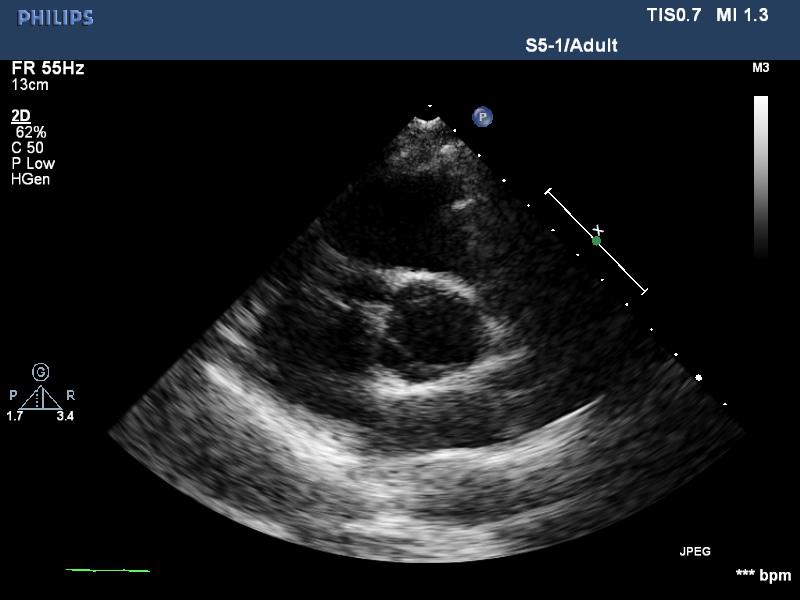 PHILIPS
TIS0.7 MI 1.3
S5-1/Adult
FR 55Hz
13cm
M3
2D
62%
C 50
P Low
HGen
P
G
P R
1.7 3.4
JPEG
*** bpm